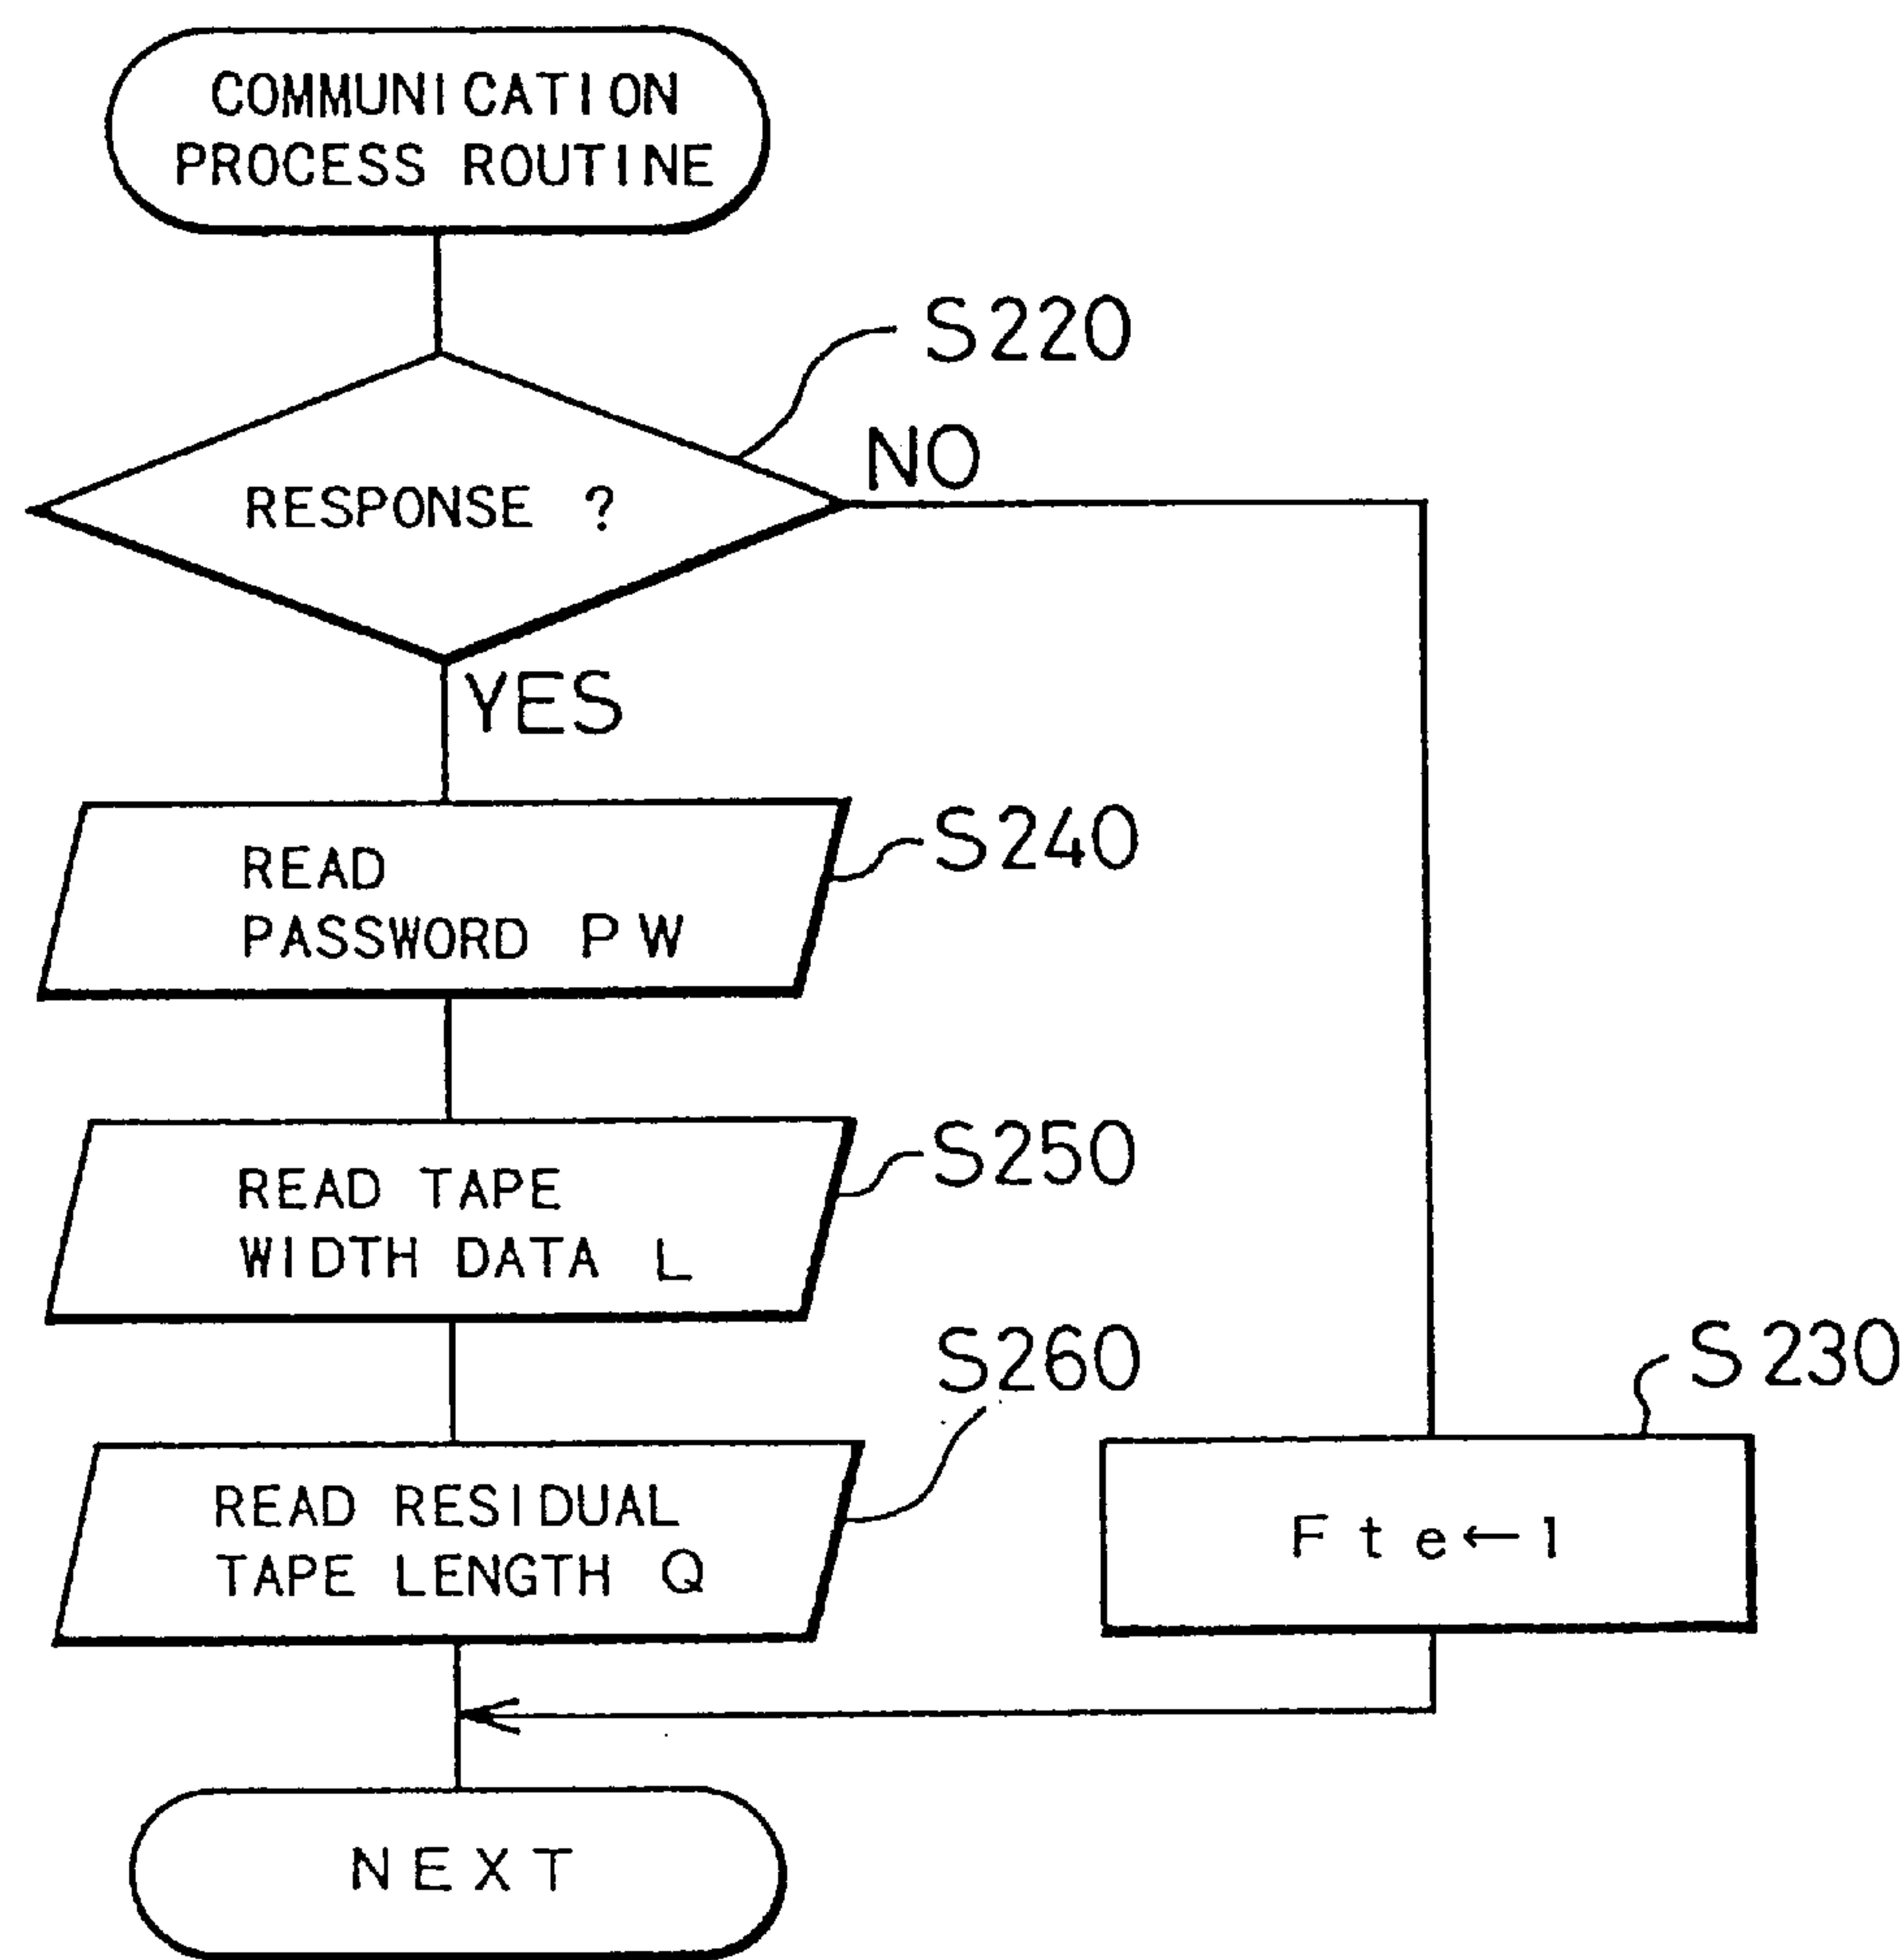 COMMUNICATION
PROCESS ROUTINE
S220
RESPONSE ?
NO
YES
READ
PASSWORD PW
S240
READ TAPE
WIDTH DATA L
S250
READ RESIDUAL
TAPE LENGTH Q
S260
S230
Fte←1
NEXT